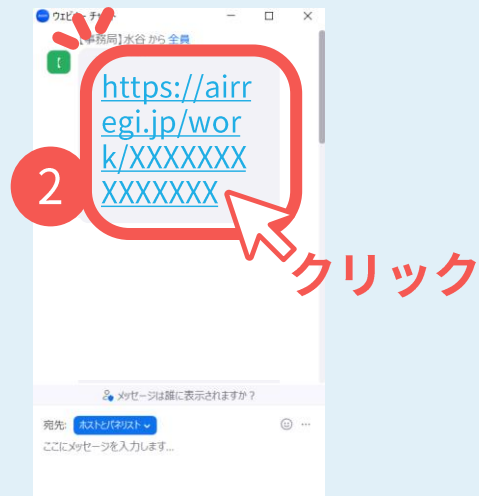 ウェビナー チャット
【事務局】水谷 から 全員
【
https://airr
egi.jp/wor
k/XXXXXXX
XXXXXXX
2
クリック
メッセージは誰に表示されますか？
宛先: ホストとパネリスト
ここにメッセージを入力します...